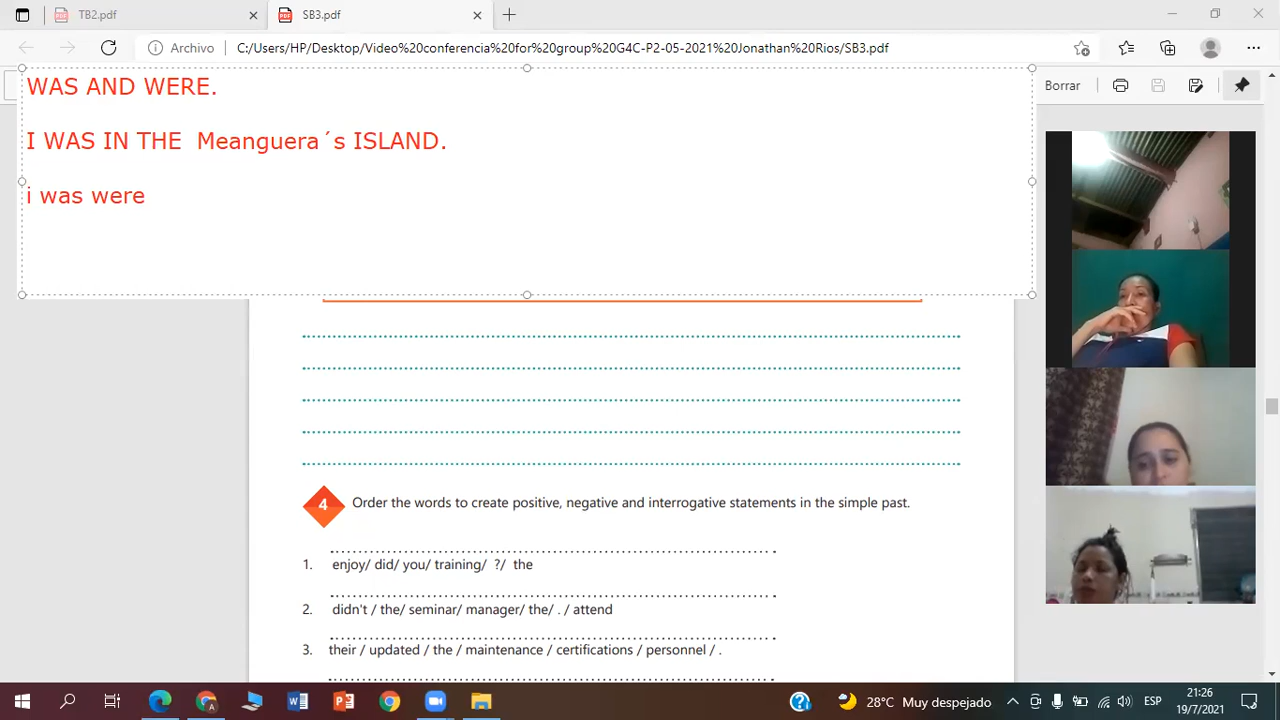 TB2.pdf
SB3.pdf
Archivo C:/Users/HP/Desktop/Video%20conferencia%20for%20group%20G4C-P2-05-2021%20Jonathan%20Rios/SB3.pdf
Borrar
WAS AND WERE.
I WAS IN THE  Meanguera´s ISLAND.
i was were
4 Order the words to create positive, negative and interrogative statements in the simple past.
1. enjoy/ did/ you/ training/ ?/ the
2. didn't / the/ seminar/ manager/ the/ . / attend
3. their / updated / the / maintenance / certifications / personnel / .
28°C Muy despejado
ESP
21:26
19/7/2021